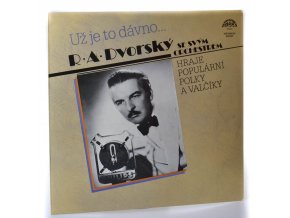 Už je to dávno...
R·A·Dvorský SE SVÝM
ORCHESTREM
HRAJE
POPULÁRNÍ
POLKY
A VALČÍKY